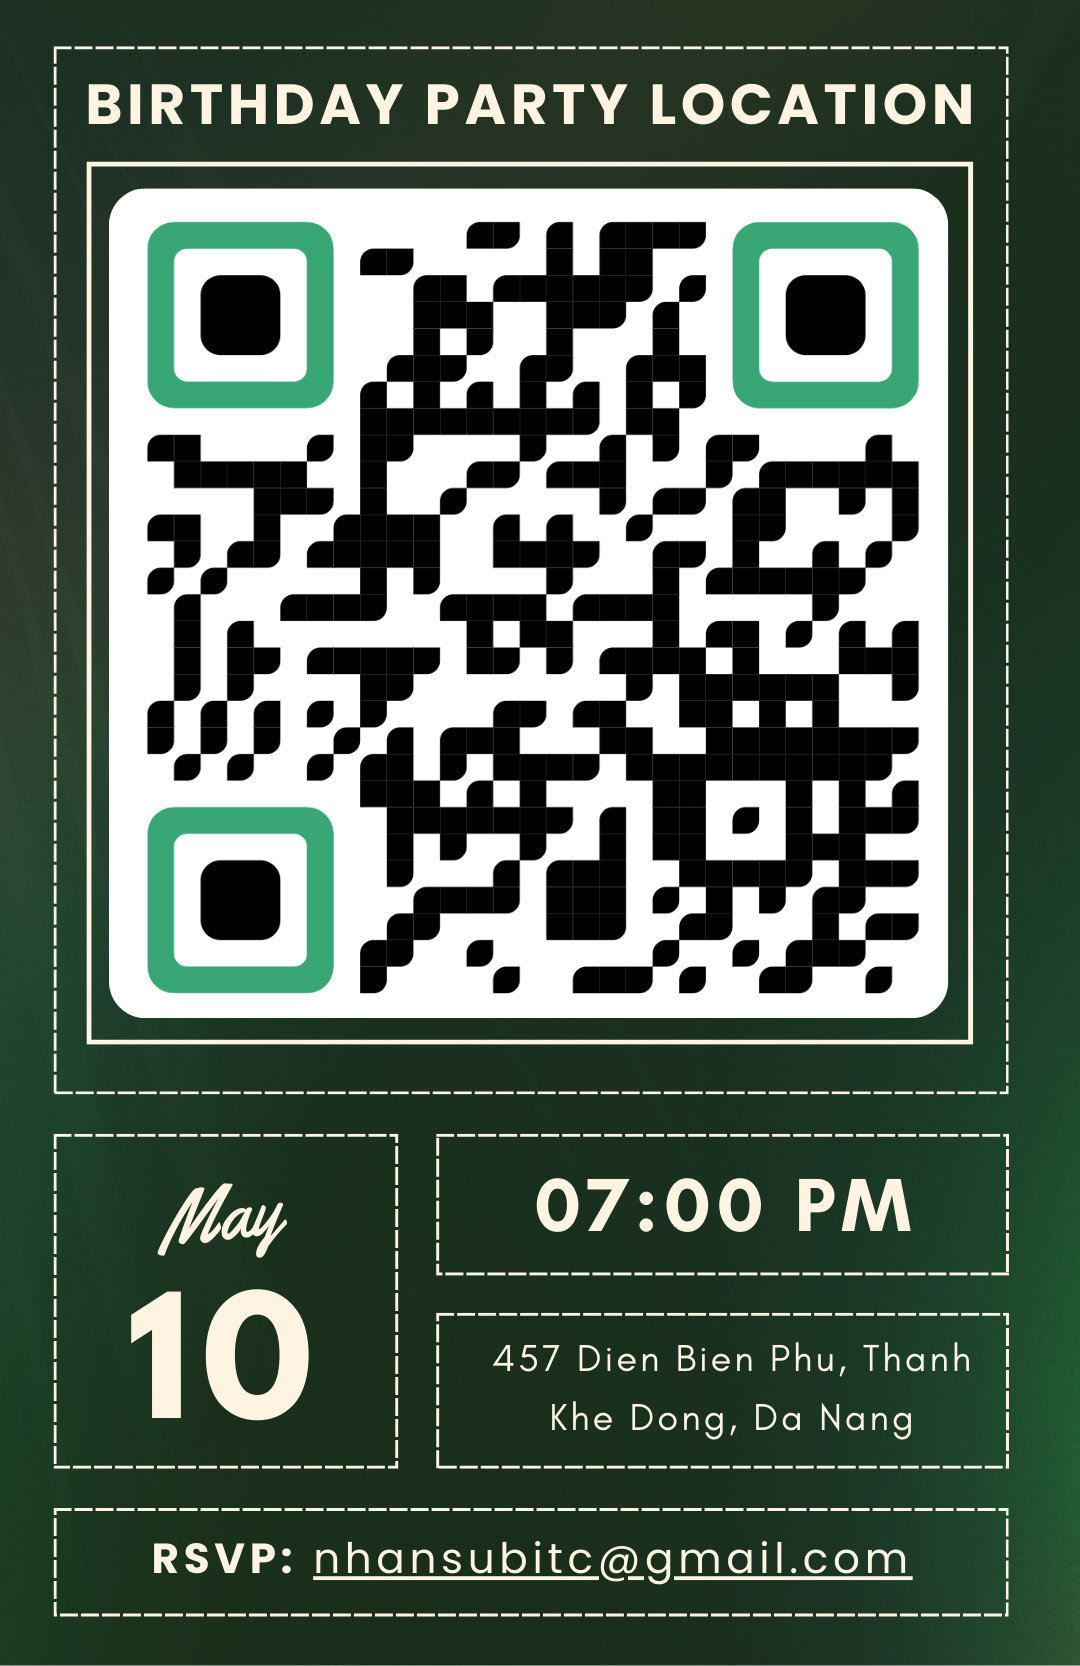 BIRTHDAY PARTY LOCATION
May
10
07:00 PM
457 Dien Bien Phu, Thanh
Khe Dong, Da Nang
RSVP: nhansubitc@gmail.com